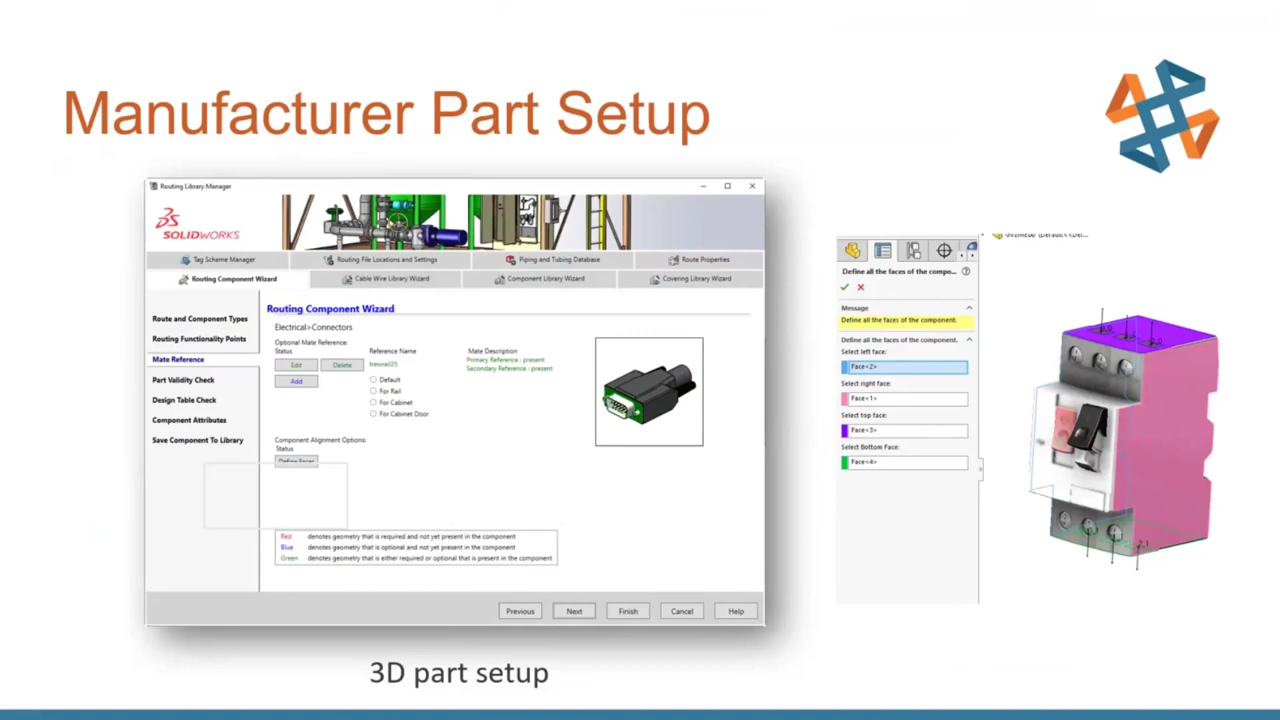 Manufacturer Part Setup
Routing Library Manager
SOLIDWORKS
Tag Scheme Manager
Routing File Locations and Settings
Piping and Tubing Database
Route Properties
Routing Component Wizard
Cable Wire Library Wizard
Component Library Wizard
Covering Library Wizard
Route and Component Types
Routing Functionality Points
Mate Reference
Part Validity Check
Design Table Check
Component Attributes
Save Component To Library
Routing Component Wizard
Electrical>Connectors
Optional Mate Reference:
Status
Reference Name
Mate Description
Edit
Delete
Primary Reference : present
Secondary Reference : present
Add
Default
For Rail
For Cabinet
For Cabinet Door
Component Alignment Options:
Status
Define Faces
Red denotes geometry that is required and not yet present in the component
Blue denotes geometry that is optional and not yet present in the component
Green denotes geometry that is either required or optional that is present in the component
Previous
Next
Finish
Cancel
Help
3D part setup
Define all the faces of the compo...
Message
Define all the faces of the component.
Define all the faces of the component.
Select left face:
Face<2>
Select right face:
Face<1>
Select top face:
Face<3>
Select Bottom Face:
Face<4>